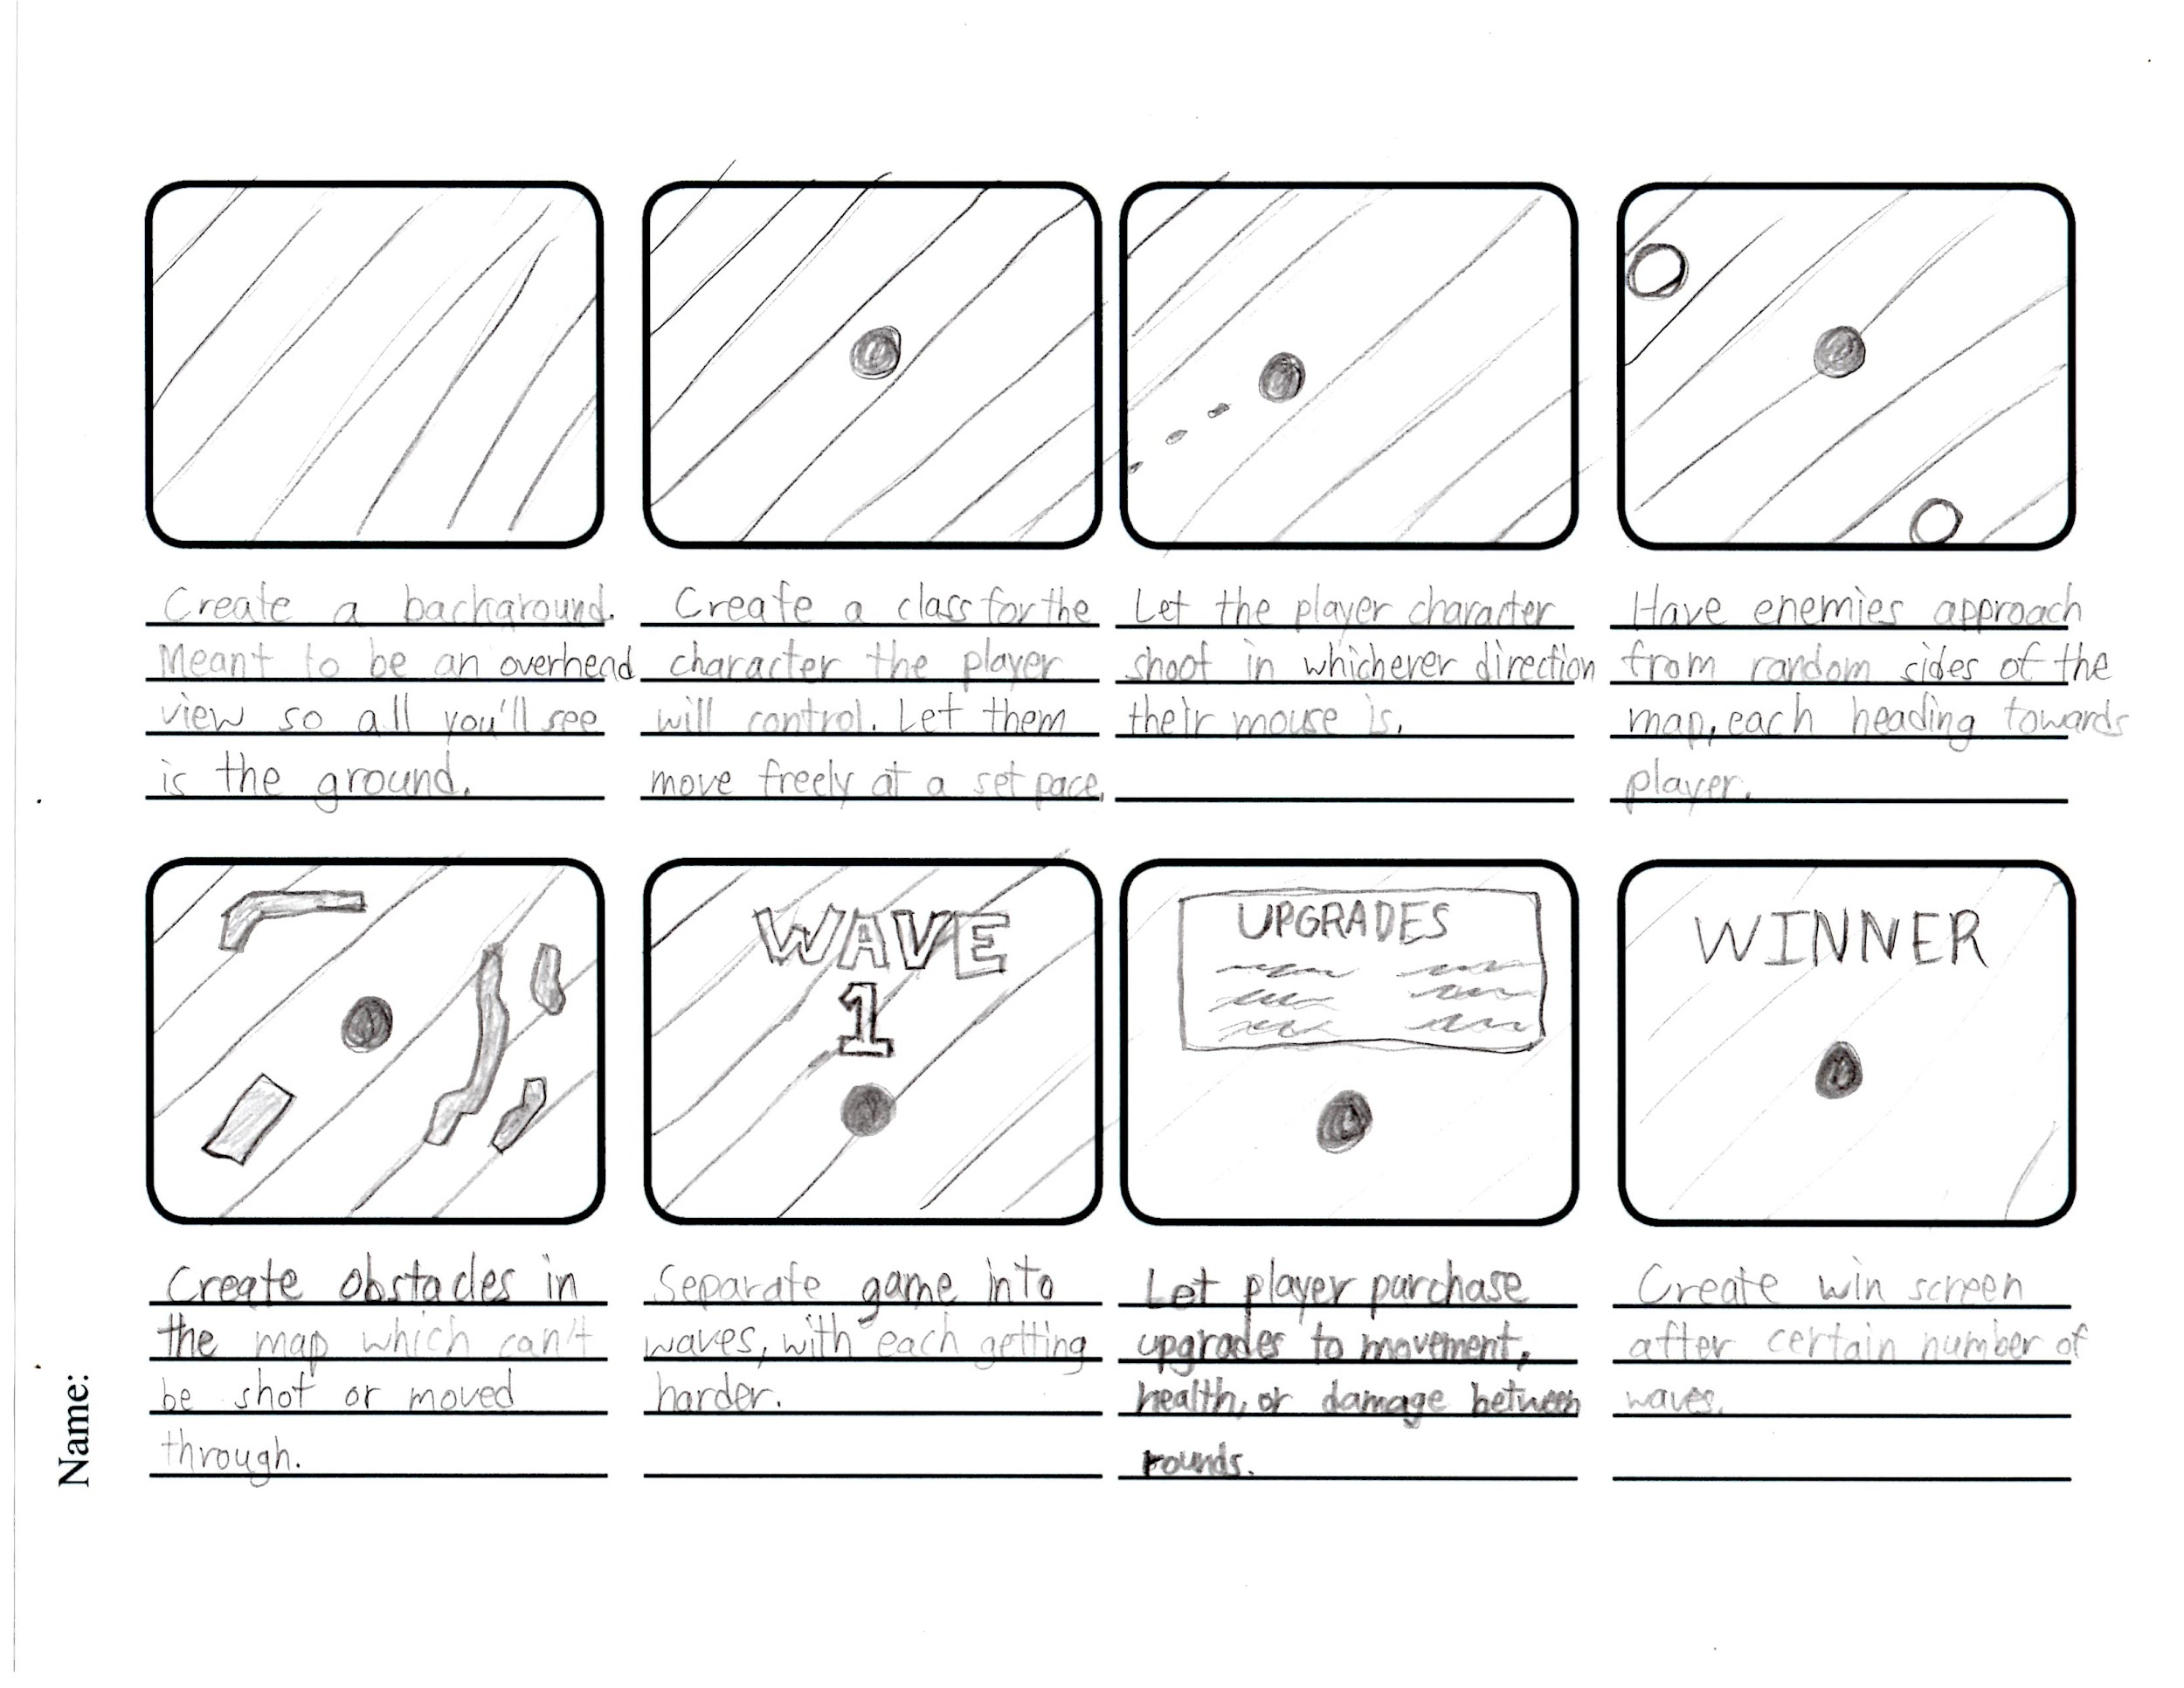 Create a background.
Meant to be an overhead
view so all you'll see
is the ground.
Create a class for the
character the player
will control. Let them
move freely at a set pace.
Let the player character
shoot in whichever direction
their mouse is.
Have enemies approach
from random sides of the
map, each heading towards
player.
WAVE
1
UPGRADES
WINNER
Create obstacles in
the map which can't
be shot or moved
through.
Separate game into
waves, with each getting
harder.
Let player purchase
upgrades to movement,
health, or damage between
rounds.
Create win screen
after certain number of
waves.
Name: